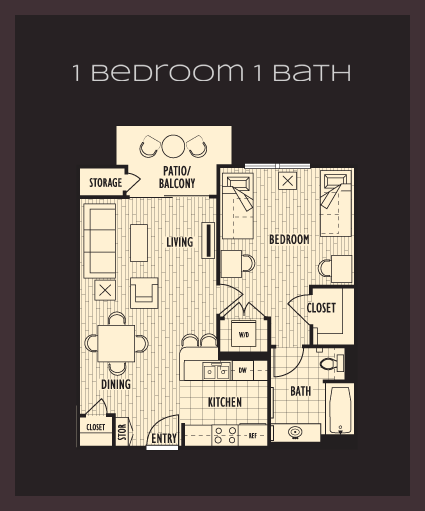 1 BEDROOM 1 BATH
PATIO/
BALCONY
STORAGE
LIVING
BEDROOM
CLOSET
W/D
DW
DINING
KITCHEN
BATH
CLOSET
STOR
ENTRY
REF